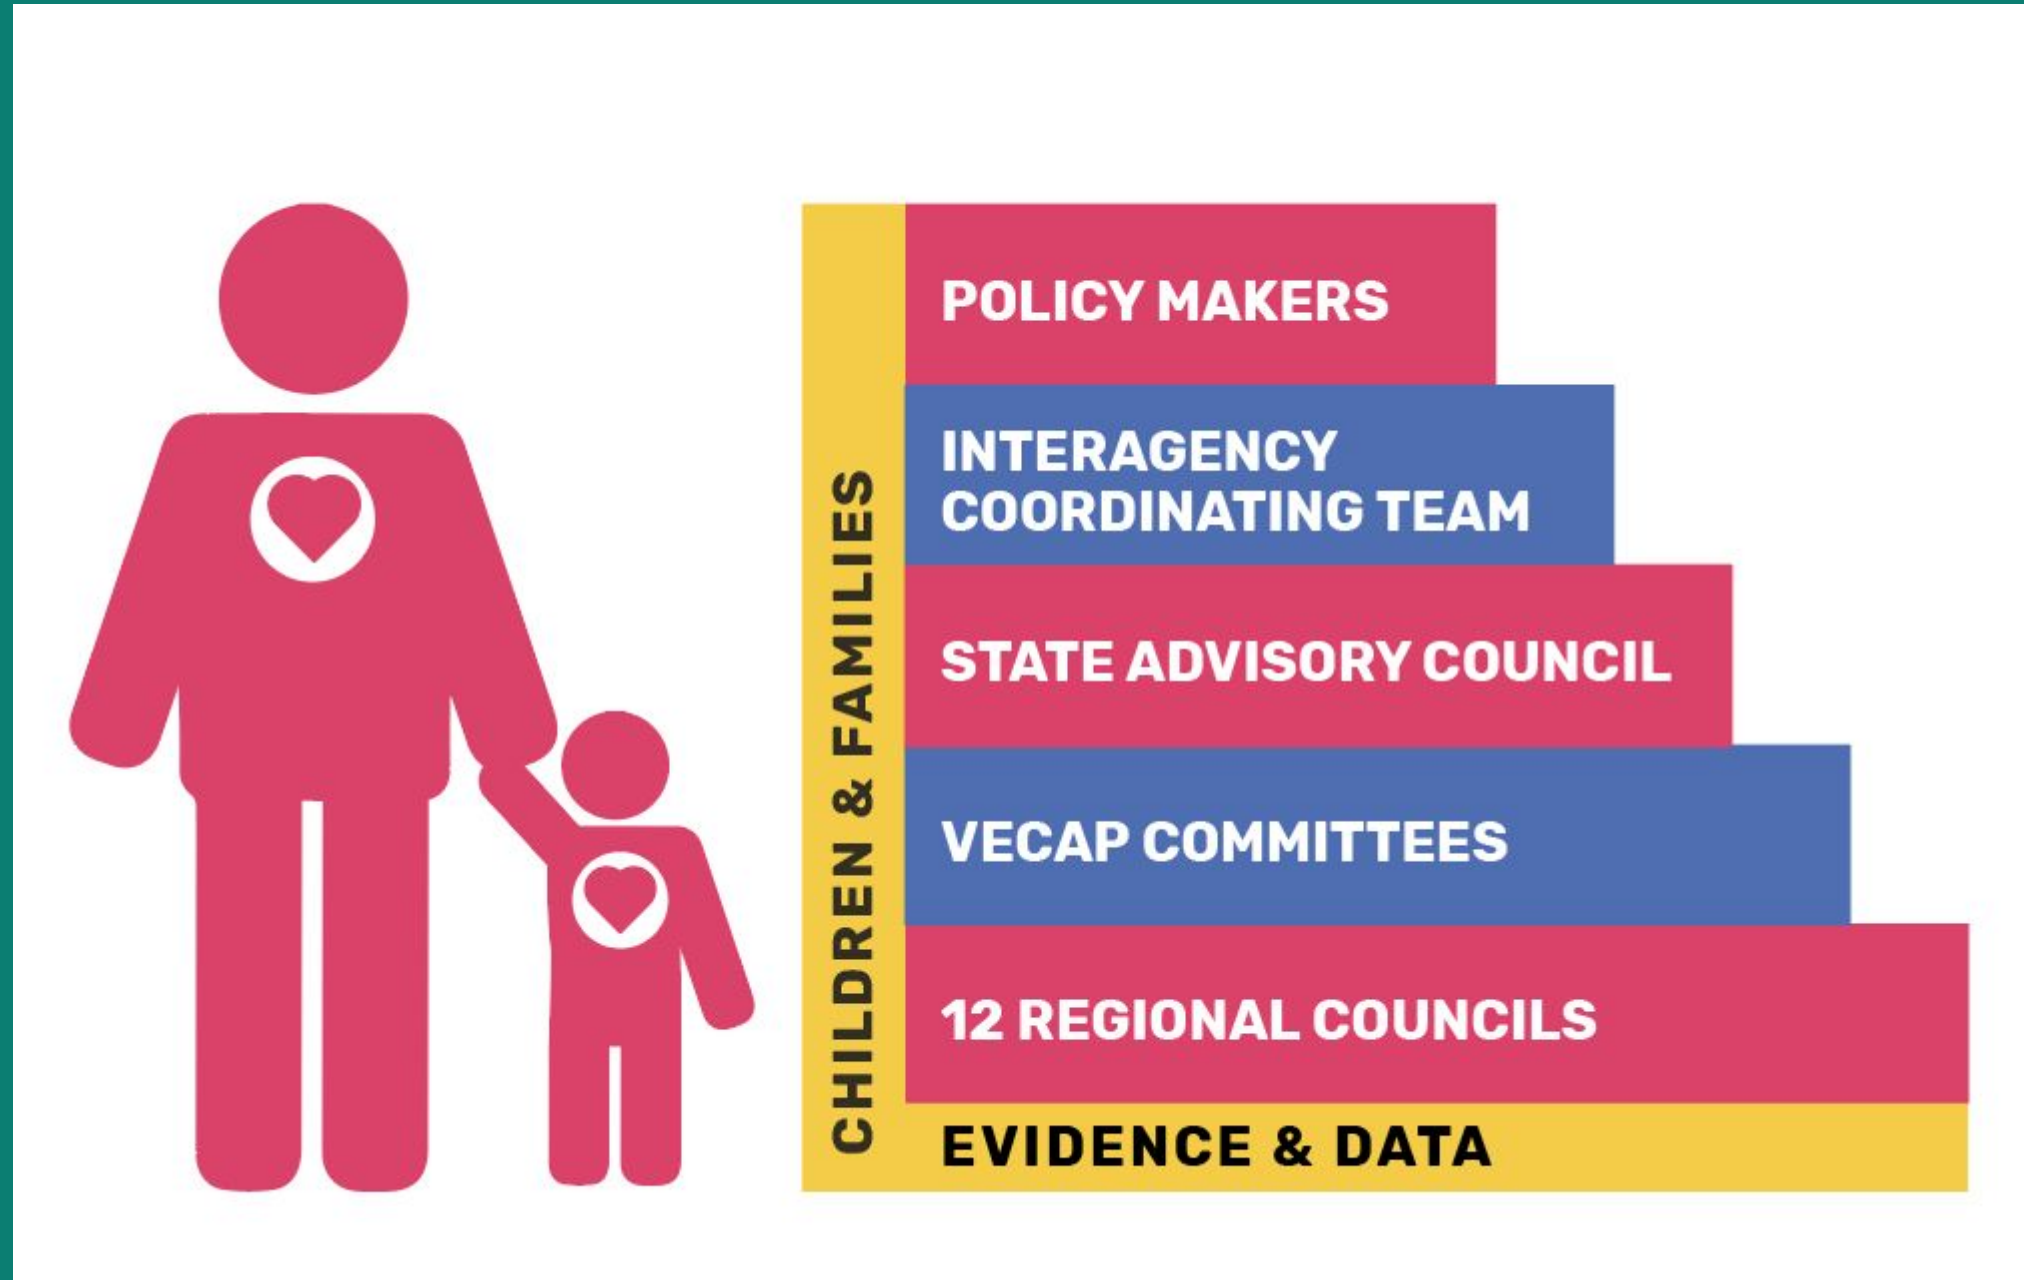 CHILDREN & FAMILIES
POLICY MAKERS
INTERAGENCY
COORDINATING TEAM
STATE ADVISORY COUNCIL
VECAP COMMITTEES
12 REGIONAL COUNCILS
EVIDENCE & DATA